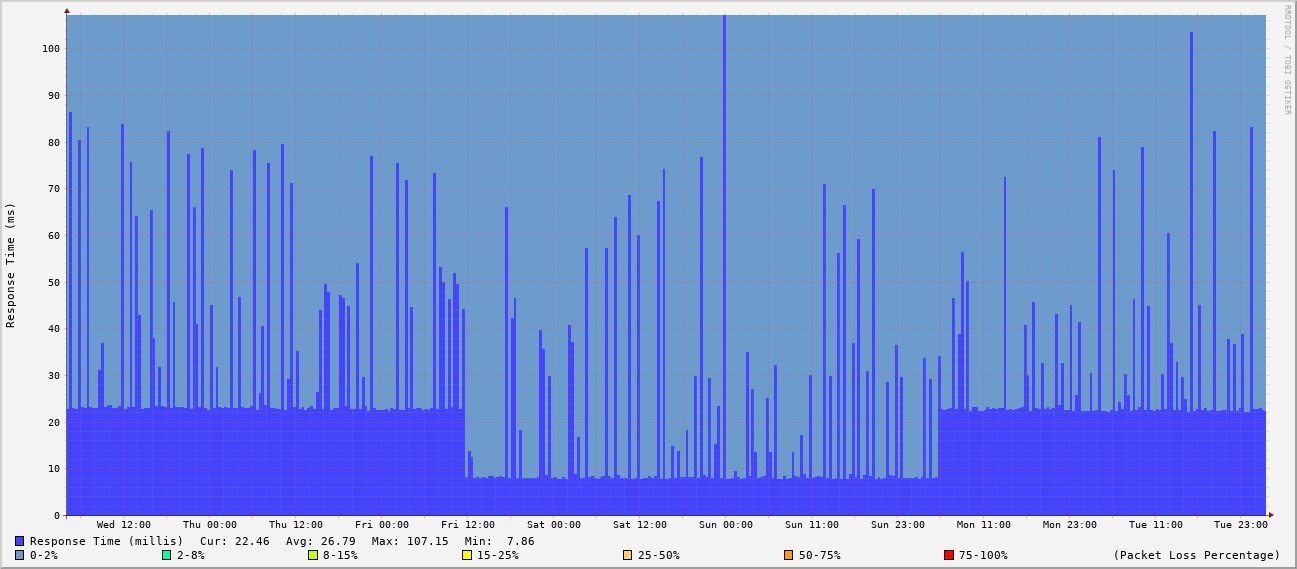 RRDTOOL / TOBI OETIKER
Response Time (ms)
100
90
80
70
60
50
40
30
20
10
0
Wed 12:00 Thu 00:00 Thu 12:00 Fri 00:00 Fri 12:00 Sat 00:00 Sat 12:00 Sun 00:00 Sun 11:00 Sun 23:00 Mon 11:00 Mon 23:00 Tue 11:00 Tue 23:00
Response Time (millis) Cur: 22.46 Avg: 26.79 Max: 107.15 Min: 7.86
0-2% 2-8% 8-15% 15-25% 25-50% 50-75% 75-100% (Packet Loss Percentage)